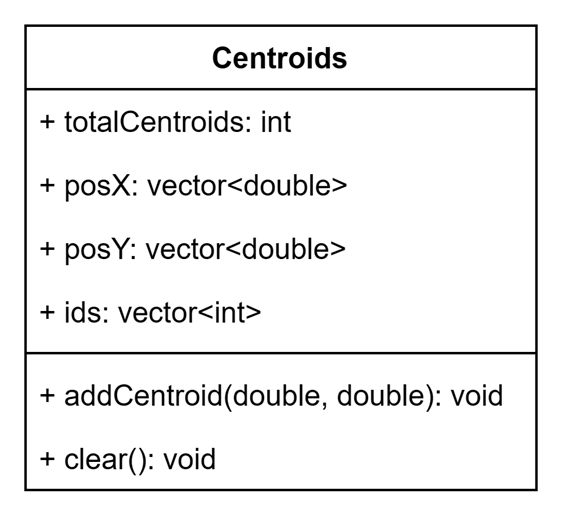 Centroids
+ totalCentroids: int
+ posX: vector<double>
+ posY: vector<double>
+ ids: vector<int>
+ addCentroid(double, double): void
+ clear(): void